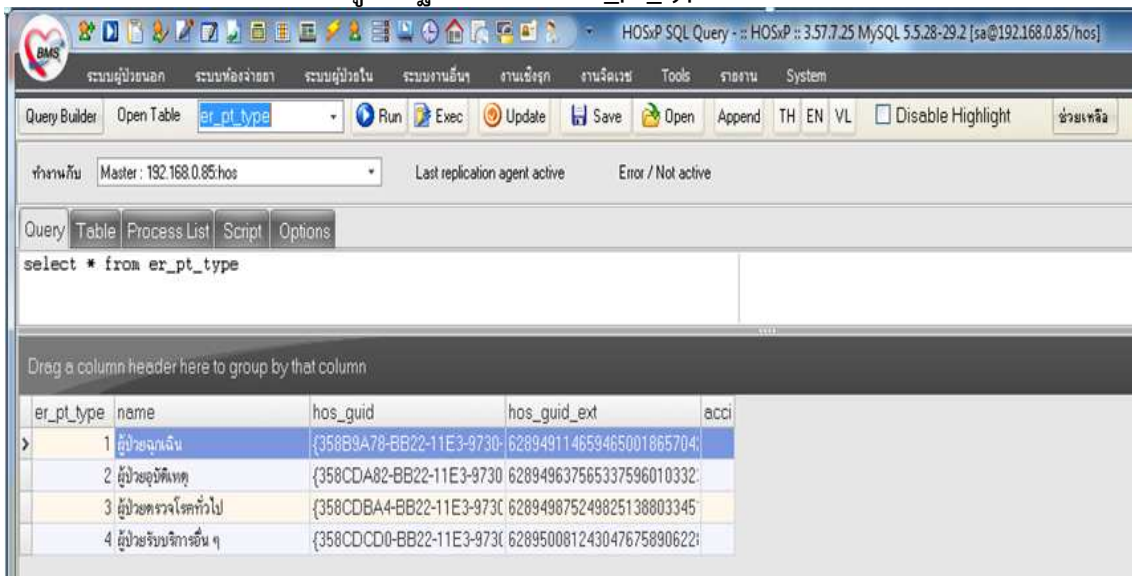 BMS
HOSxP SQL Query - :: HOSxP :: 3.57.7.25 MySQL 5.5.28-29.2 [sa@192.168.0.85/hos]
ระบบผู้ป่วยนอก ระบบห้องจ่ายยา ระบบผู้ป่วยใน ระบบงานอื่นๆ งานเชิงรุก งานจิตเวช Tools รายงาน System
Query Builder Open Table er_pt_type Run Exec Update Save Open Append TH EN VL Disable Highlight ช่วยเหลือ
ทำงานกับ Master : 192.168.0.85:hos Last replication agent active Error / Not active
Query Table Process List Script Options
select * from er_pt_type
Drag a column header here to group by that column
er_pt_type name hos_guid hos_guid_ext acci
1 ผู้ป่วยฉุกเฉิน {358B9A78-BB22-11E3-9730- 628949114659465001865704
2 ผู้ป่วยอุบัติเหตุ {358CDA82-BB22-11E3-9730 628949637565337596010332
3 ผู้ป่วยตรวจโรคทั่วไป {358CDBA4-BB22-11E3-973 628949875249825138803345
4 ผู้ป่วยรับบริการอื่น ๆ {358CDCD0-BB22-11E3-973 628950081243047675890622